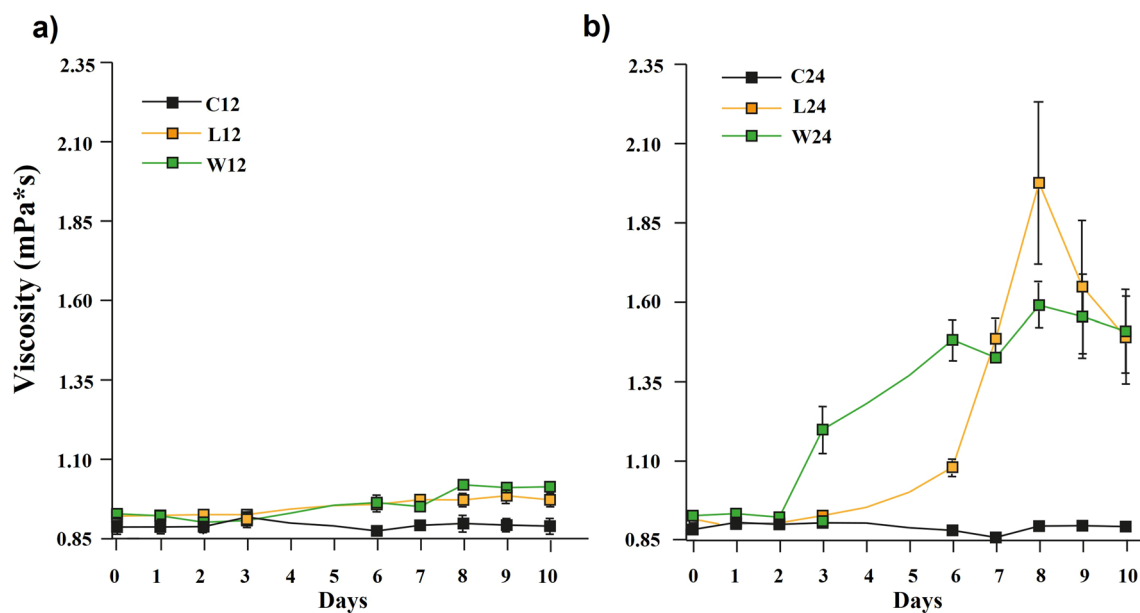 a)
Viscosity (mPa*s)
2.35
2.10
1.85
1.60
1.35
1.10
0.85
C12
L12
W12
0 1 2 3 4 5 6 7 8 9 10
Days
b)
2.35
2.10
1.85
1.60
1.35
1.10
0.85
C24
L24
W24
0 1 2 3 4 5 6 7 8 9 10
Days